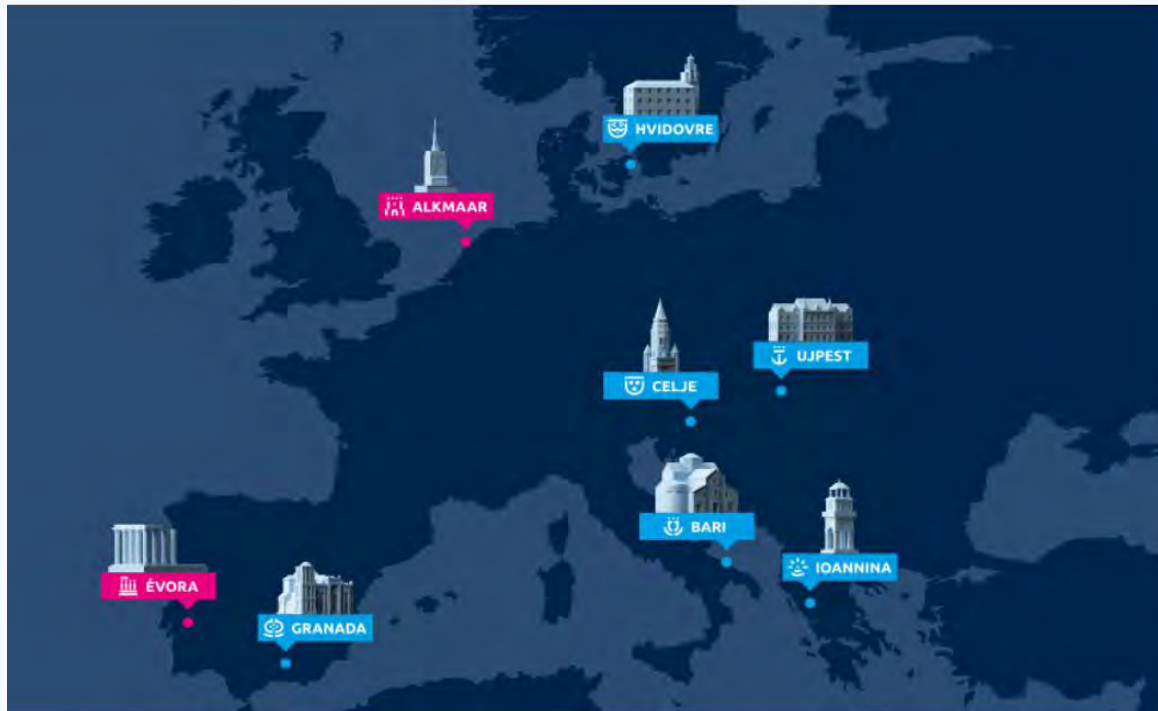 HVIDOVRE
ALKMAAR
UJPEST
CELJE
BARI
IOANNINA
ÉVORA
GRANADA